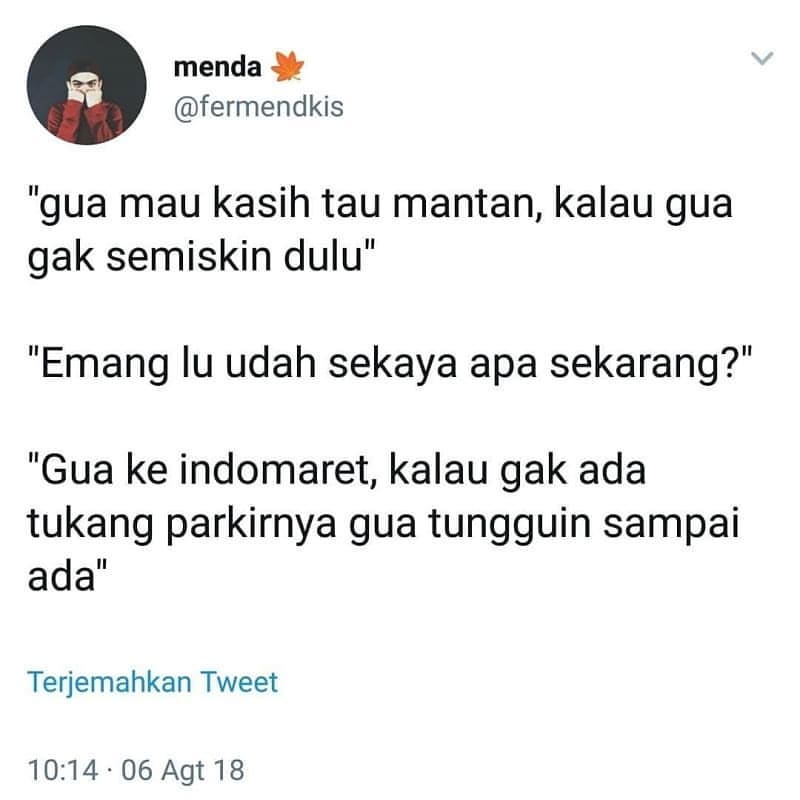 menda 🍁
@fermendkis
"gua mau kasih tau mantan, kalau gua
gak semiskin dulu"
"Emang lu udah sekaya apa sekarang?"
"Gua ke indomaret, kalau gak ada
tukang parkirnya gua tungguin sampai
ada"
Terjemahkan Tweet
10:14 · 06 Agt 18